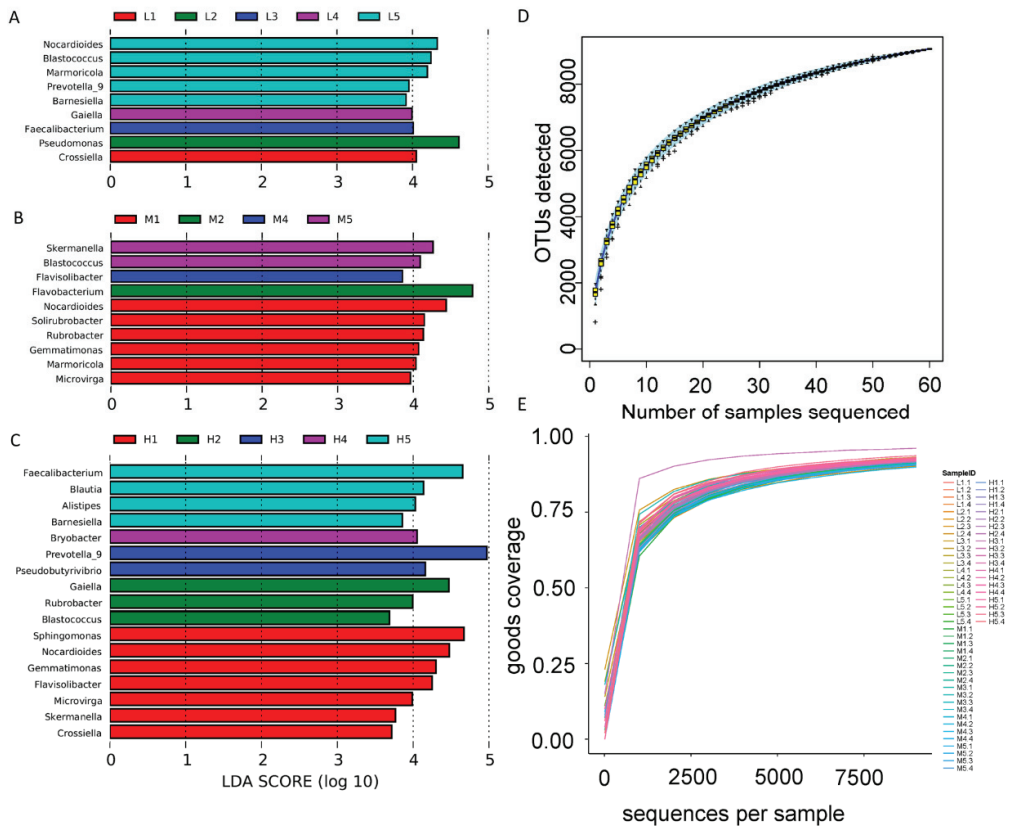 A
L1 L2 L3 L4 L5
Nocardioides
Blastococcus
Marmoricola
Prevotella_9
Barnesiella
Gaiella
Faecalibacterium
Pseudomonas
Crossiella
0 1 2 3 4 5
B
M1 M2 M4 M5
Skermanella
Blastococcus
Flavisolibacter
Flavobacterium
Nocardioides
Solirubrobacter
Rubrobacter
Gemmatimonas
Marmoricola
Microvirga
0 1 2 3 4 5
C
H1 H2 H3 H4 H5
Faecalibacterium
Blautia
Alistipes
Barnesiella
Bryobacter
Prevotella_9
Pseudobutyrivibrio
Gaiella
Rubrobacter
Blastococcus
Sphingomonas
Nocardioides
Gemmatimonas
Flavisolibacter
Microvirga
Skermanella
Crossiella
0 1 2 3 4 5
LDA SCORE (log 10)
D
OTUs detected
8000
6000
4000
2000
0
0 10 20 30 40 50 60
Number of samples sequenced
E
goods coverage
1.00
0.75
0.50
0.25
0.00
0 2500 5000 7500
sequences per sample
SampleID
L1.1 H1.1
L1.2 H1.2
L1.3 H1.3
L1.4 H1.4
L2.1 H2.1
L2.2 H2.2
L2.3 H2.3
L2.4 H2.4
L3.1 H3.1
L3.2 H3.2
L3.3 H3.3
L3.4 H3.4
L4.1 H4.1
L4.2 H4.2
L4.3 H4.3
L4.4 H4.4
L5.1 H5.1
L5.2 H5.2
L5.3 H5.3
L5.4 H5.4
M1.1
M1.2
M1.3
M1.4
M2.1
M2.2
M2.3
M2.4
M3.1
M3.2
M3.3
M3.4
M4.1
M4.2
M4.3
M4.4
M5.1
M5.2
M5.3
M5.4